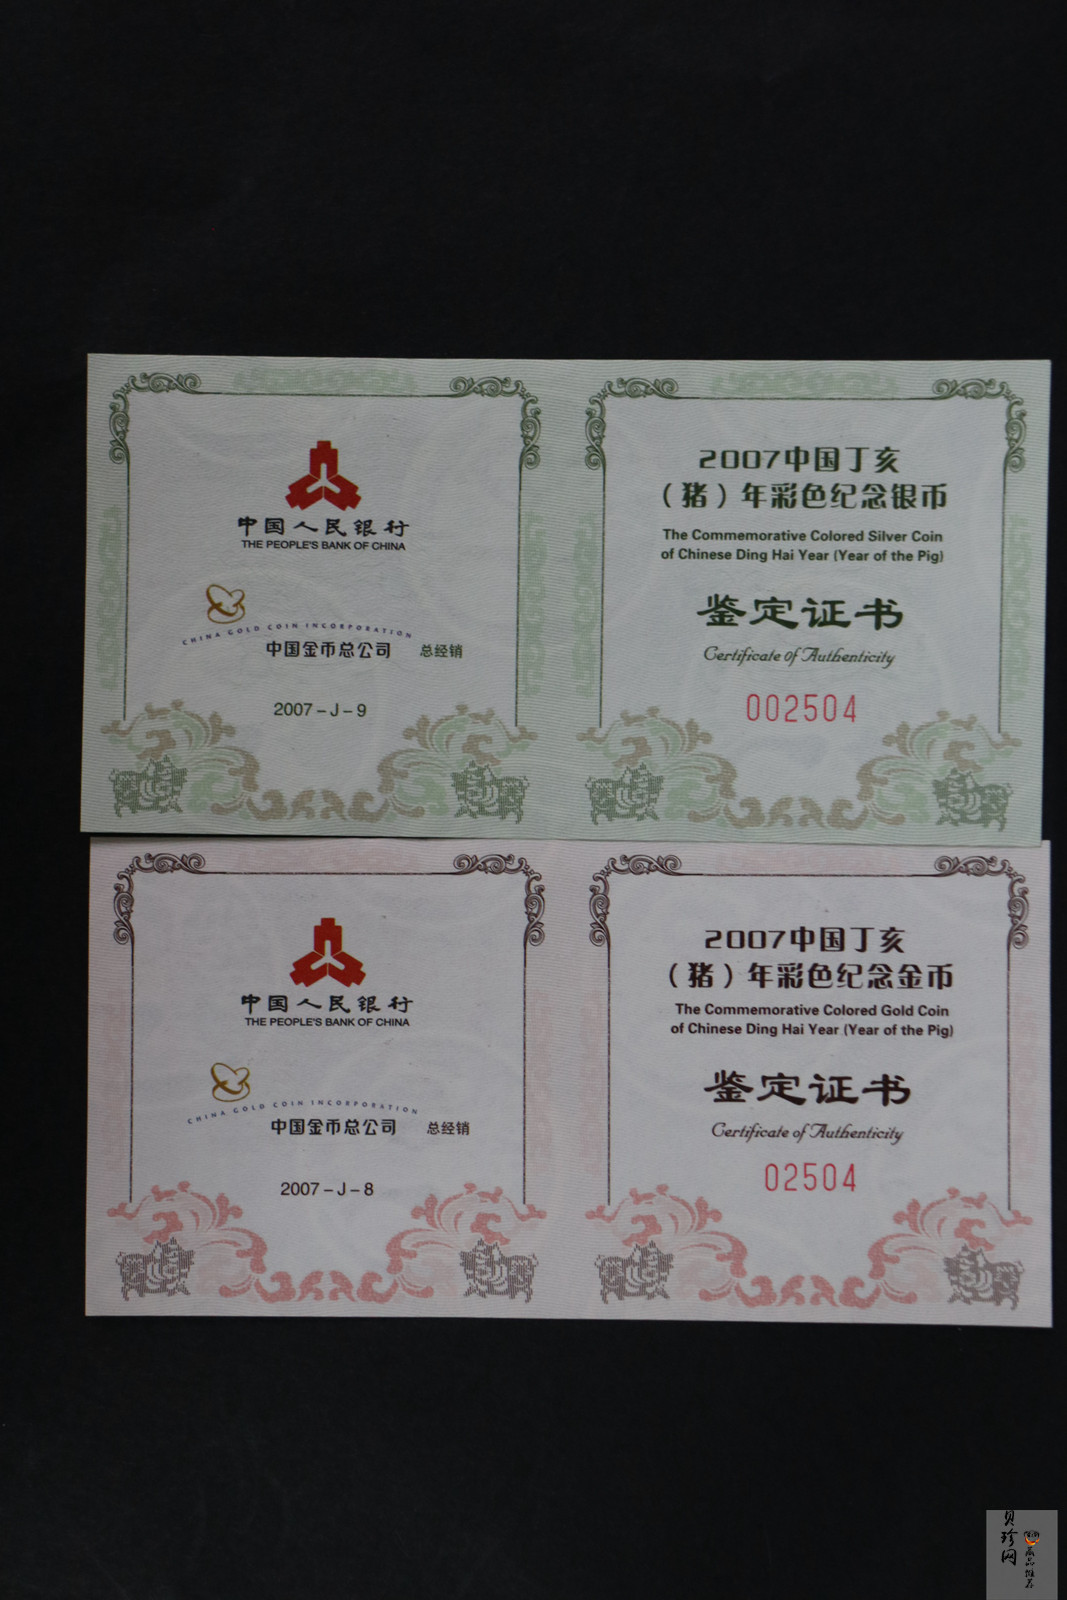 中国人民银行
THE PEOPLE'S BANK OF CHINA
CHINA GOLD COIN INCORPORATION
中国金币总公司 总经销
2007-J-9
2007中国丁亥
（猪）年彩色纪念银币
The Commemorative Colored Silver Coin
of Chinese Ding Hai Year (Year of the Pig)
鉴定证书
Certificate Of Authenticity
002504
中国人民银行
THE PEOPLE'S BANK OF CHINA
CHINA GOLD COIN INCORPORATION
中国金币总公司 总经销
2007-J-8
2007中国丁亥
（猪）年彩色纪念金币
The Commemorative Colored Gold Coin
of Chinese Ding Hai Year (Year of the Pig)
鉴定证书
Certificate of Authenticity
02504
贝珍网